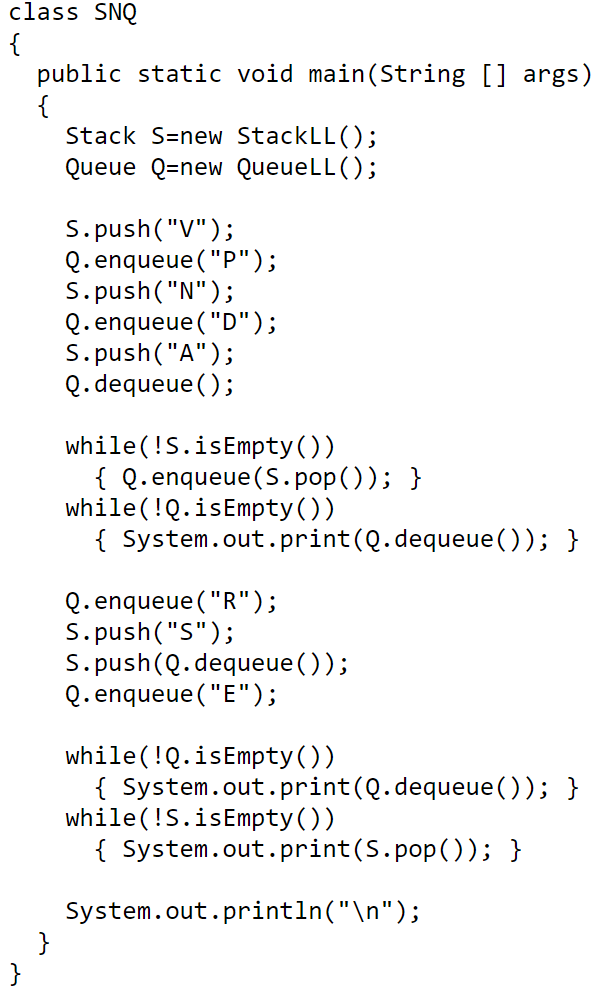 class SNQ
{
  public static void main(String [] args)
  {
    Stack S=new StackLL();
    Queue Q=new QueueLL();

    S.push("V");
    Q.enqueue("P");
    S.push("N");
    Q.enqueue("D");
    S.push("A");
    Q.dequeue();

    while(!S.isEmpty())
      { Q.enqueue(S.pop()); }
    while(!Q.isEmpty())
      { System.out.print(Q.dequeue()); }

    Q.enqueue("R");
    S.push("S");
    S.push(Q.dequeue());
    Q.enqueue("E");

    while(!Q.isEmpty())
      { System.out.print(Q.dequeue()); }
    while(!S.isEmpty())
      { System.out.print(S.pop()); }

    System.out.println("\n");
  }
}